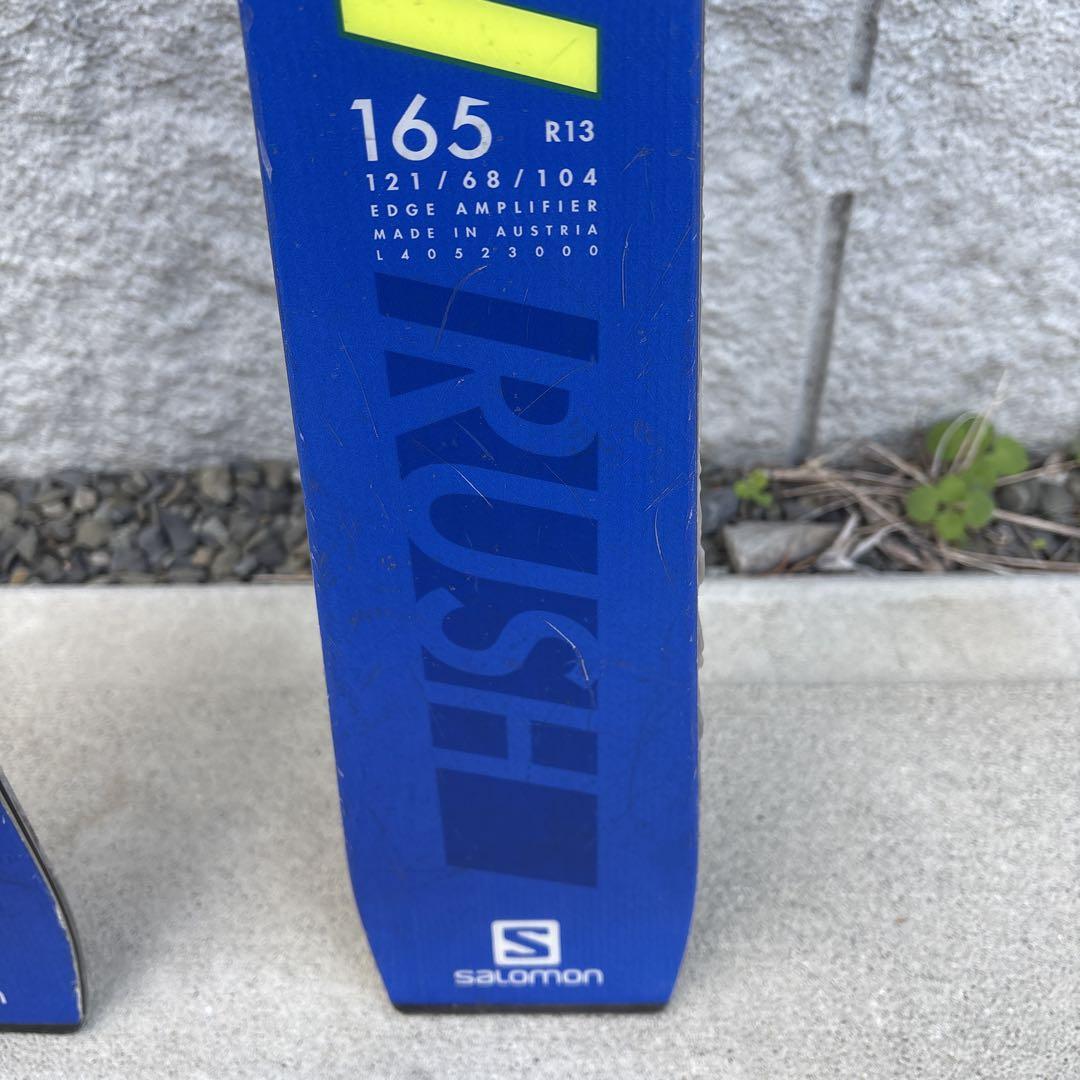 165 R13
121/68/104
EDGE AMPLIFIER
MADE IN AUSTRIA
L40523000
RUSH
S
salomon